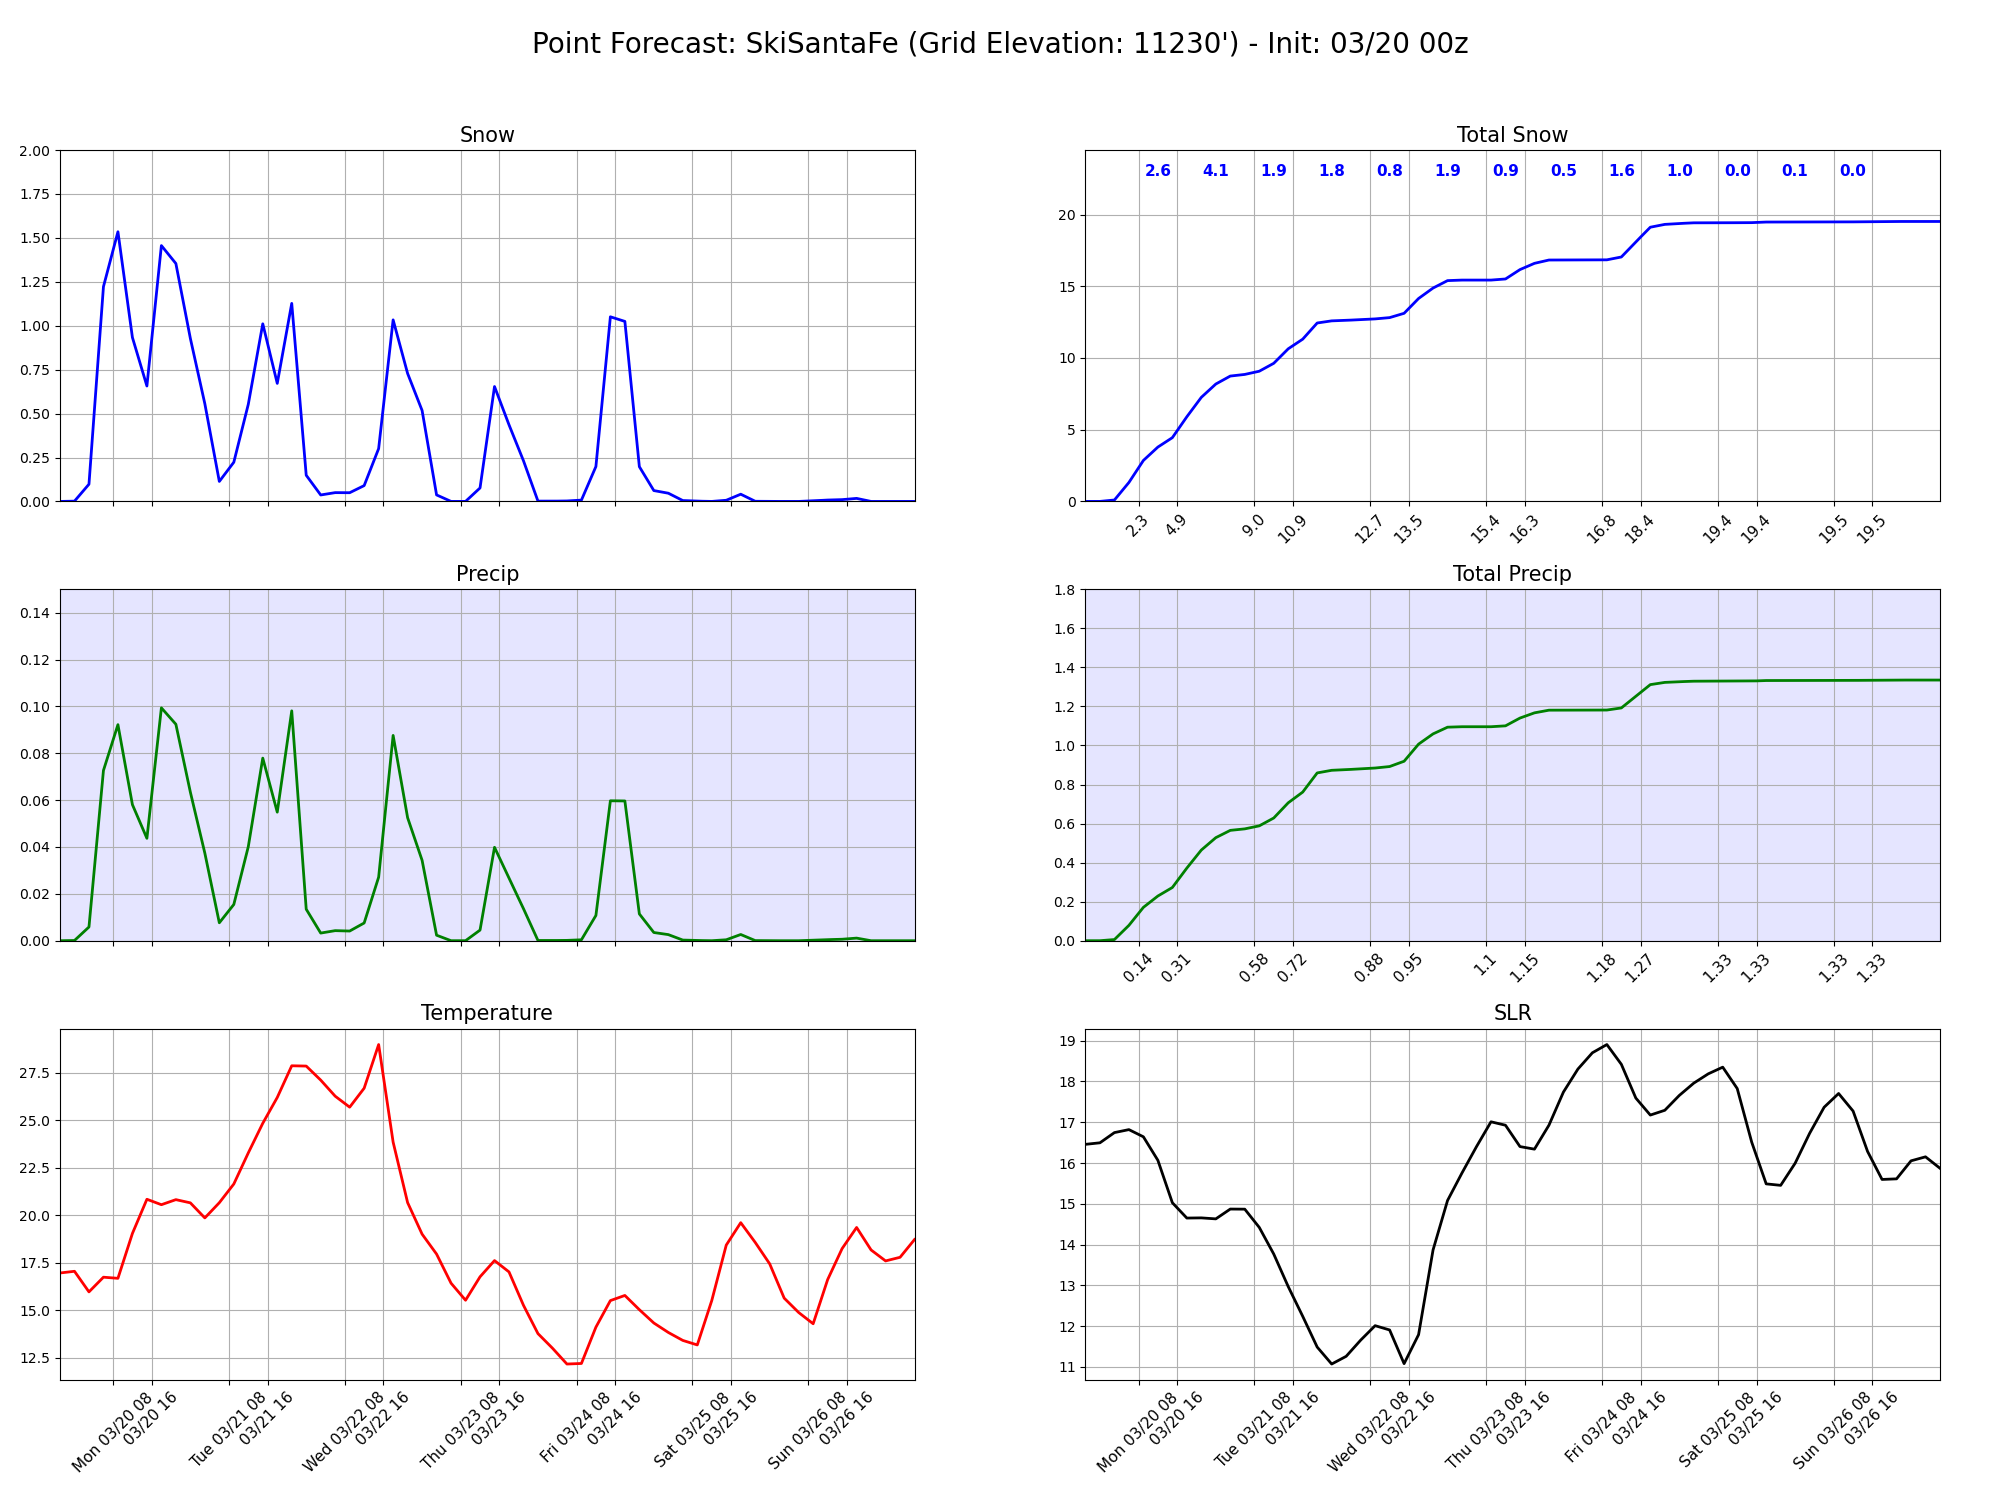 Point Forecast: SkiSantaFe (Grid Elevation: 11230') - Init: 03/20 00z
Snow
2.00
1.75
1.50
1.25
1.00
0.75
0.50
0.25
0.00
Total Snow
2.6 4.1 1.9 1.8 0.8 1.9 0.9 0.5 1.6 1.0 0.0 0.1 0.0
20
15
10
5
0
2.3 4.9 9.0 10.9 12.7 13.5 15.4 16.3 16.8 18.4 19.4 19.4 19.5 19.5
Precip
0.14
0.12
0.10
0.08
0.06
0.04
0.02
0.00
Total Precip
1.8
1.6
1.4
1.2
1.0
0.8
0.6
0.4
0.2
0.0
0.14 0.31 0.58 0.72 0.88 0.95 1.1 1.15 1.18 1.27 1.33 1.33 1.33 1.33
Temperature
27.5
25.0
22.5
20.0
17.5
15.0
12.5
Mon 03/20 08
03/20 16
Tue 03/21 08
03/21 16
Wed 03/22 08
03/22 16
Thu 03/23 08
03/23 16
Fri 03/24 08
03/24 16
Sat 03/25 08
03/25 16
Sun 03/26 08
03/26 16
SLR
19
18
17
16
15
14
13
12
11
Mon 03/20 08
03/20 16
Tue 03/21 08
03/21 16
Wed 03/22 08
03/22 16
Thu 03/23 08
03/23 16
Fri 03/24 08
03/24 16
Sat 03/25 08
03/25 16
Sun 03/26 08
03/26 16